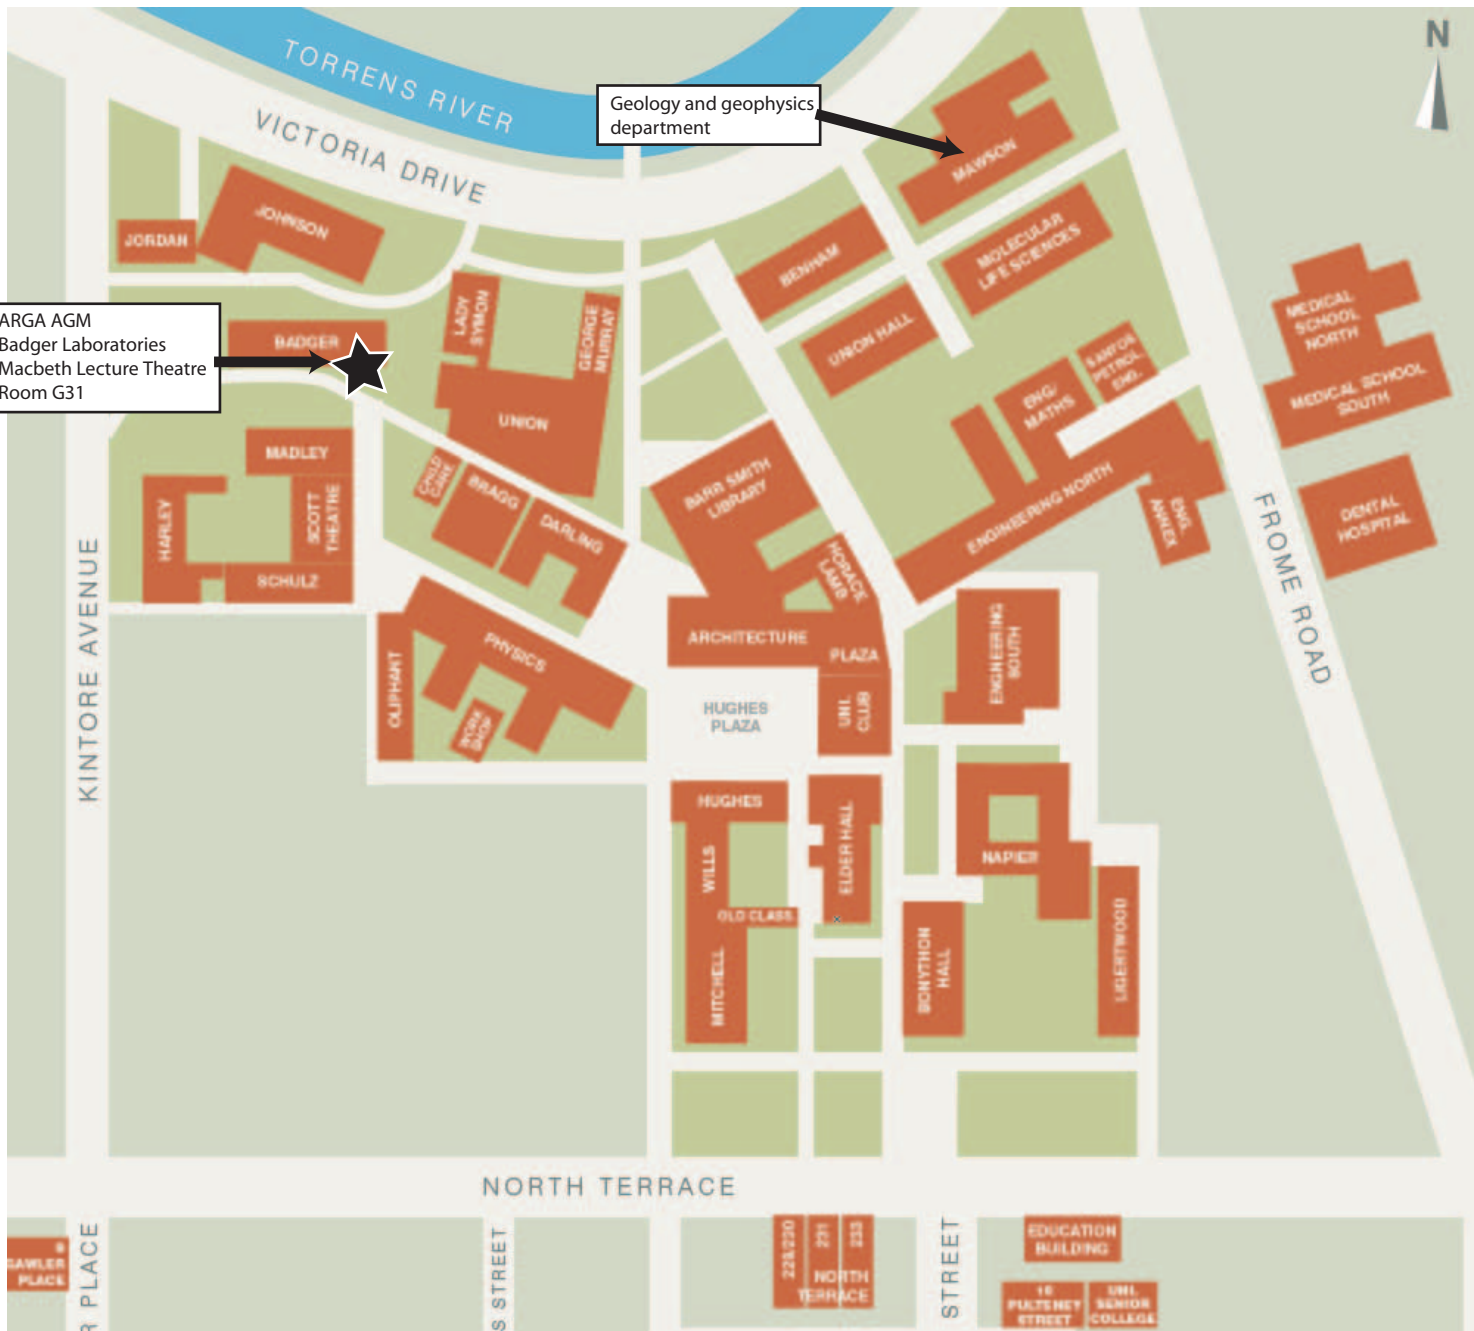 N
TORRENS RIVER
VICTORIA DRIVE
Geology and geophysics
department
MAWSON
JORDAN
JOHNSON
BENHAM
MOLECULAR
LIFE SCIENCES
LADY
SYMON
GEORGE
MURRAY
ARGA AGM
Badger Laboratories
Macbeth Lecture Theatre
Room G31
BADGER
UNION HALL
MEDICAL
SCHOOL
NORTH
MEDICAL SCHOOL
SOUTH
SANTOS
PETROL.
ENG.
ENG/
MATHS
UNION
MADLEY
CHILD
CARE
BRAGG
DARLING
BARR SMITH
LIBRARY
HARLEY
SCOTT
THEATRE
SCHULZ
ENGINEERING NORTH
ENG.
ANNEX
DENTAL
HOSPITAL
FROME ROAD
KINTORE AVENUE
HORACE
LAMB
ARCHITECTURE
PLAZA
OLIPHANT
PHYSICS
WORK
SHOP
HUGHES
PLAZA
UNI.
CLUB
ENGINEERING
SOUTH
HUGHES
WILLS
OLD CLASS.
MITCHELL
ELDER HALL
NAPIER
BONYTHON
HALL
LIGERTWOOD
NORTH TERRACE
GAWLER
PLACE
R PLACE
S STREET
231
233
NORTH
TERRACE
STREET
EDUCATION
BUILDING
PULTENEY
STREET
UNI.
SENIOR
COLLEGE